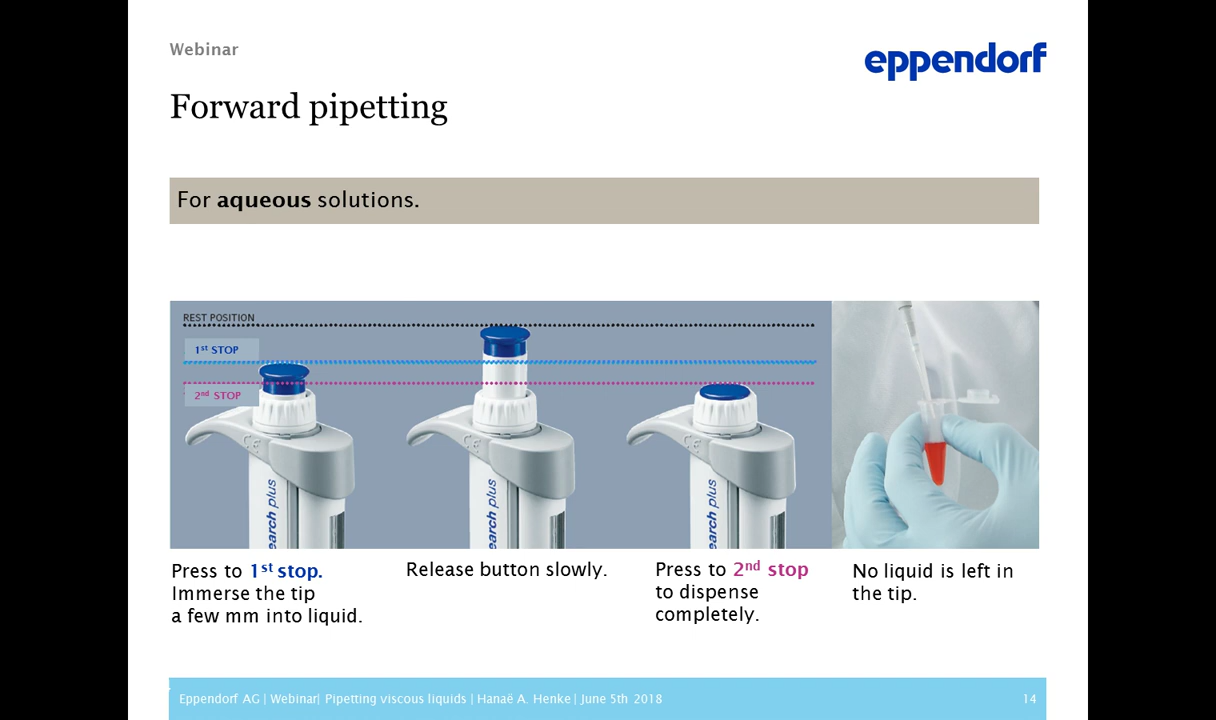 Webinar
eppendorf
Forward pipetting
For aqueous solutions.
REST POSITION
1st STOP
2nd STOP
CE
CE
CE
earch plus
earch plus
earch plus
Press to 1st stop.
Immerse the tip
a few mm into liquid.
Release button slowly.
Press to 2nd stop
to dispense
completely.
No liquid is left in
the tip.
Eppendorf AG | Webinar| Pipetting viscous liquids | Hanaë A. Henke | June 5th 2018
14